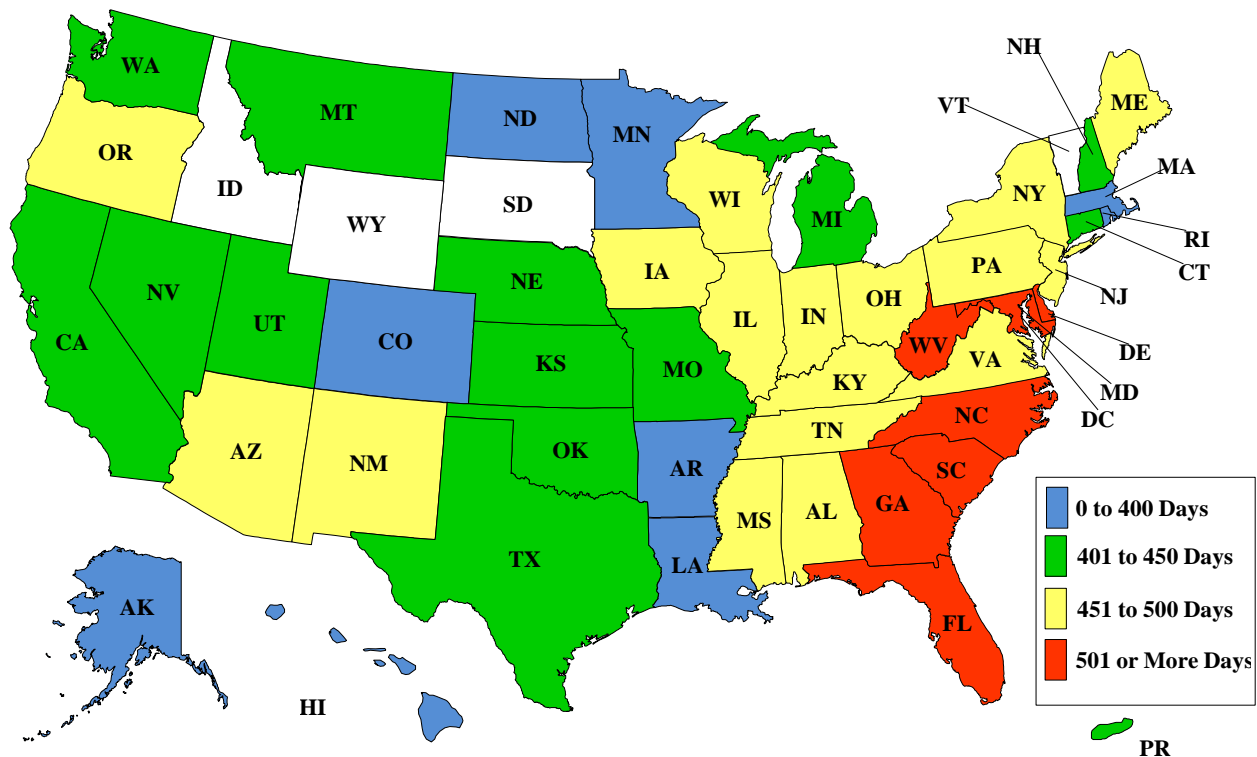 NH
WA
VT
ME
MT
ND
MN
OR
MA
ID
SD
WI
NY
WY
MI
RI
IA
PA
CT
NE
NV
OH
NJ
UT
IL
IN
CA
CO
WV
DE
KS
MO
VA
KY
MD
NC
DC
TN
AZ
OK
NM
AR
SC
GA
0 to 400 Days
MS
AL
TX
401 to 450 Days
LA
AK
451 to 500 Days
FL
501 or More Days
HI
PR